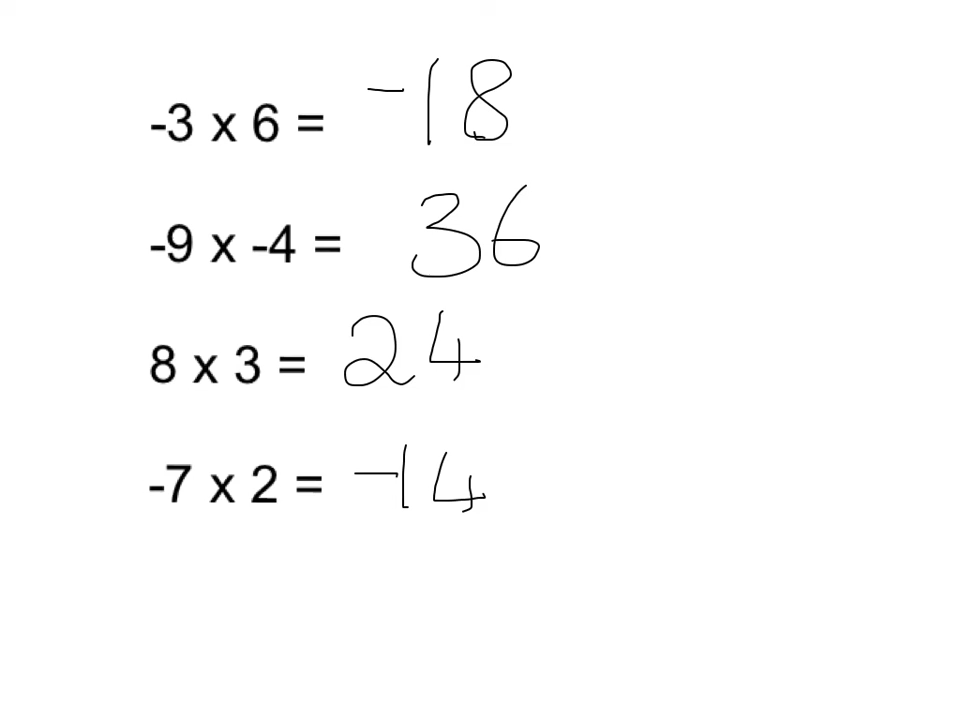 -3 x 6 = -18
-9 x -4 = 36
8 x 3 = 24
-7 x 2 = -14